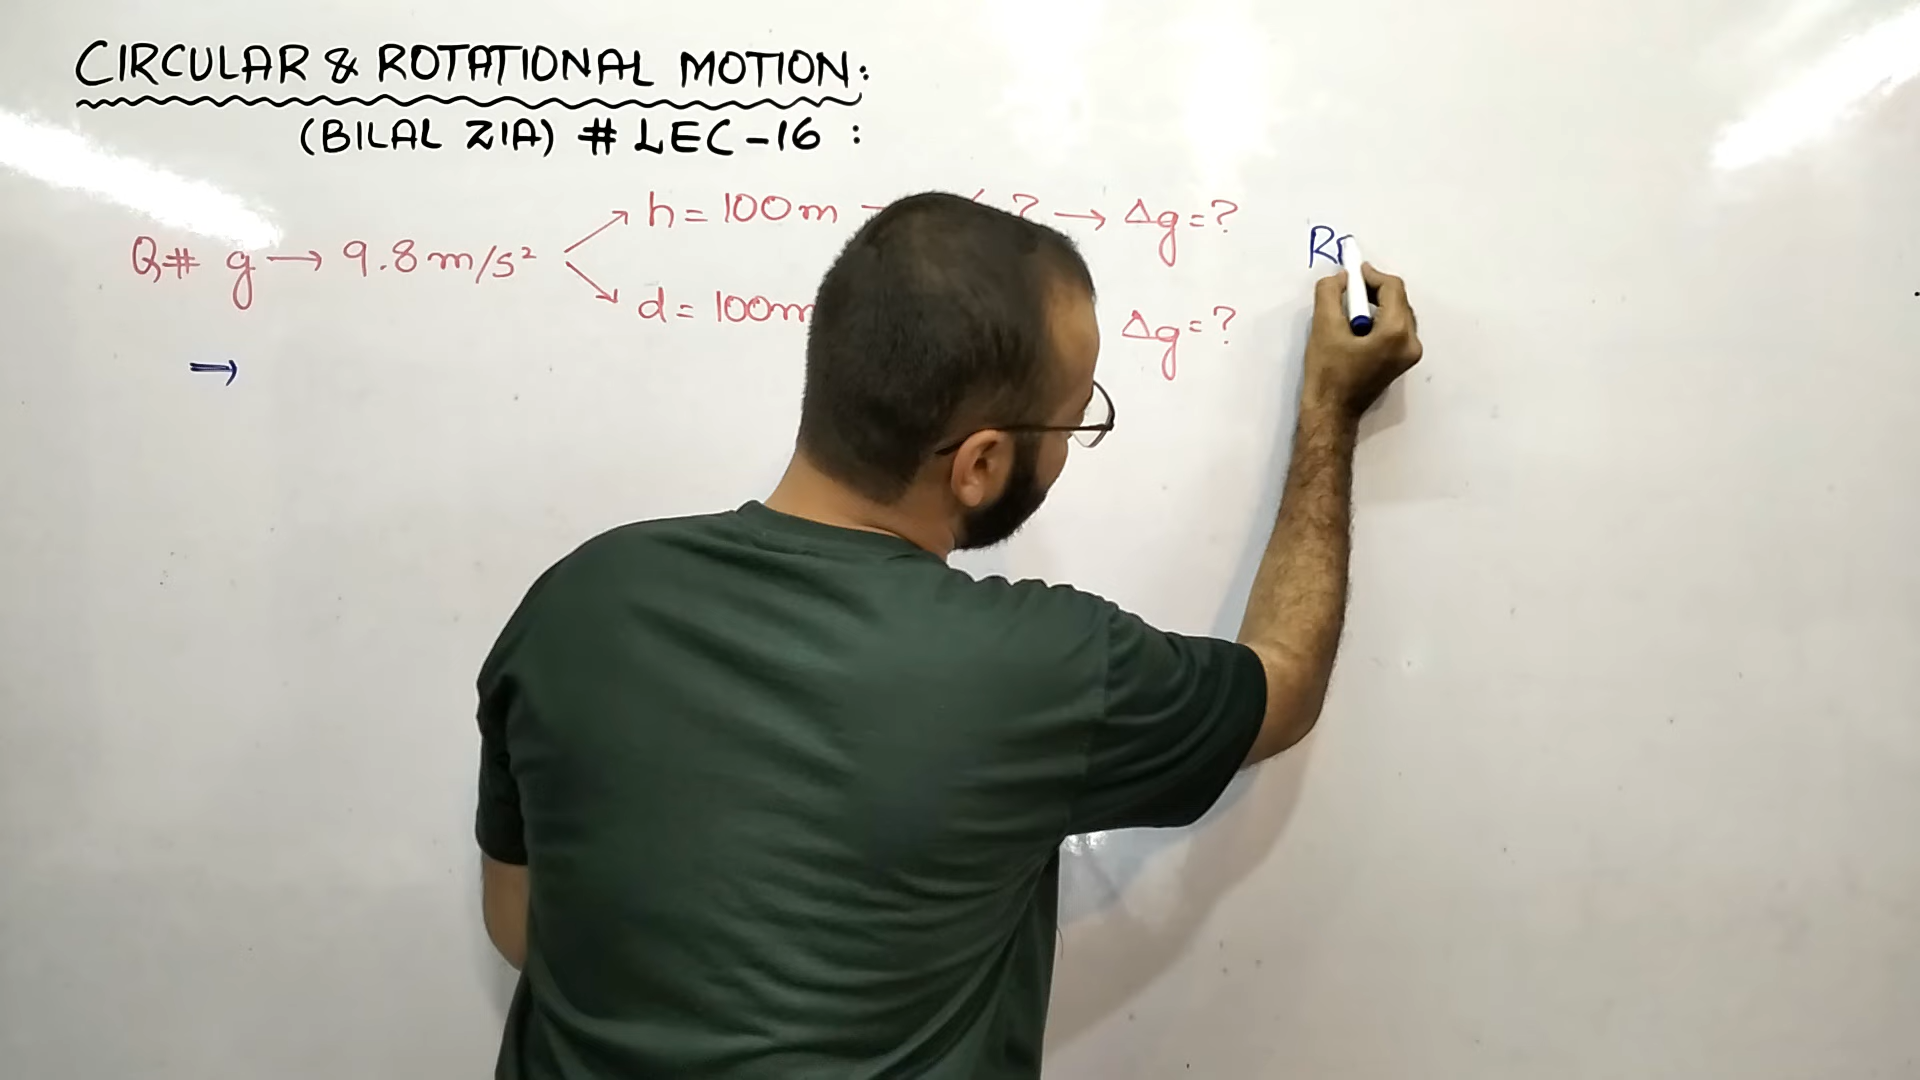 CIRCULAR & ROTATIONAL MOTION:
(BILAL ZIA) # LEC-16 :
h = 100m → ? → Δg = ?
Q# g → 9.8 m/s²
d = 100m Δg = ?
⇒